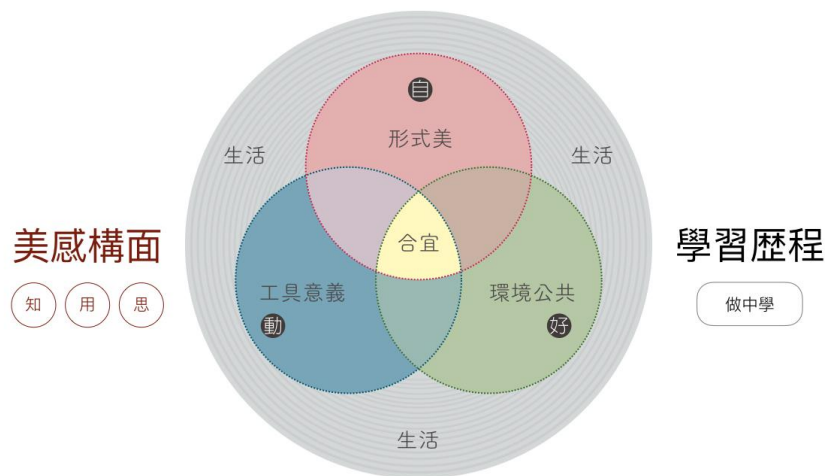 自
形式美
生活
生活
美感構面
知
用
思
合宜
工具意義
動
環境公共
好
學習歷程
做中學
生活